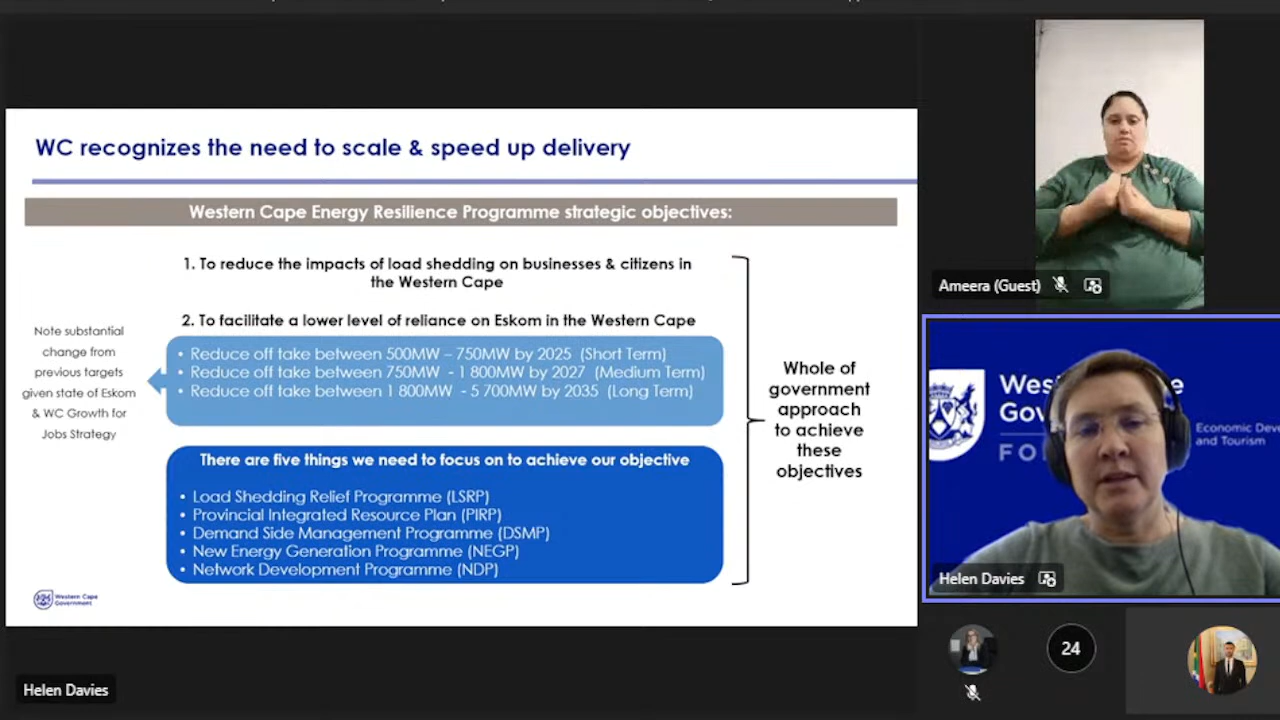 WC recognizes the need to scale & speed up delivery
Western Cape Energy Resilience Programme strategic objectives:
1. To reduce the impacts of load shedding on businesses & citizens in
the Western Cape
2. To facilitate a lower level of reliance on Eskom in the Western Cape
Note substantial
change from
previous targets
given state of Eskom
& WC Growth for
Jobs Strategy
• Reduce off take between 500MW – 750MW by 2025 (Short Term)
• Reduce off take between 750MW - 1 800MW by 2027 (Medium Term)
• Reduce off take between 1 800MW - 5 700MW by 2035 (Long Term)
There are five things we need to focus on to achieve our objective
• Load Shedding Relief Programme (LSRP)
• Provincial Integrated Resource Plan (PIRP)
• Demand Side Management Programme (DSMP)
• New Energy Generation Programme (NEGP)
• Network Development Programme (NDP)
Whole of
government
approach
to achieve
these
objectives
Western Cape
Government
Helen Davies
Ameera (Guest)
Economic Deve
and Tourism
Helen Davies
24